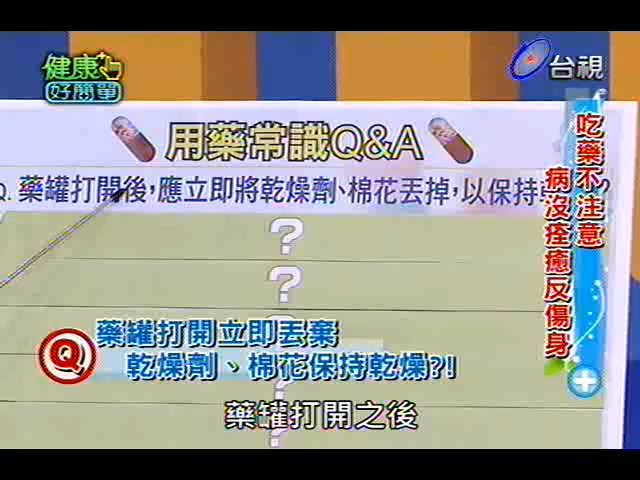 健康
好簡單
台視
用藥常識Q&A
Q. 藥罐打開後,應立即將乾燥劑、棉花丟掉,以保持
吃藥不注意
病沒痊癒反傷身
?
?
?
?
Q
藥罐打開立即丟棄
乾燥劑、棉花保持乾燥?!
藥罐打開之後